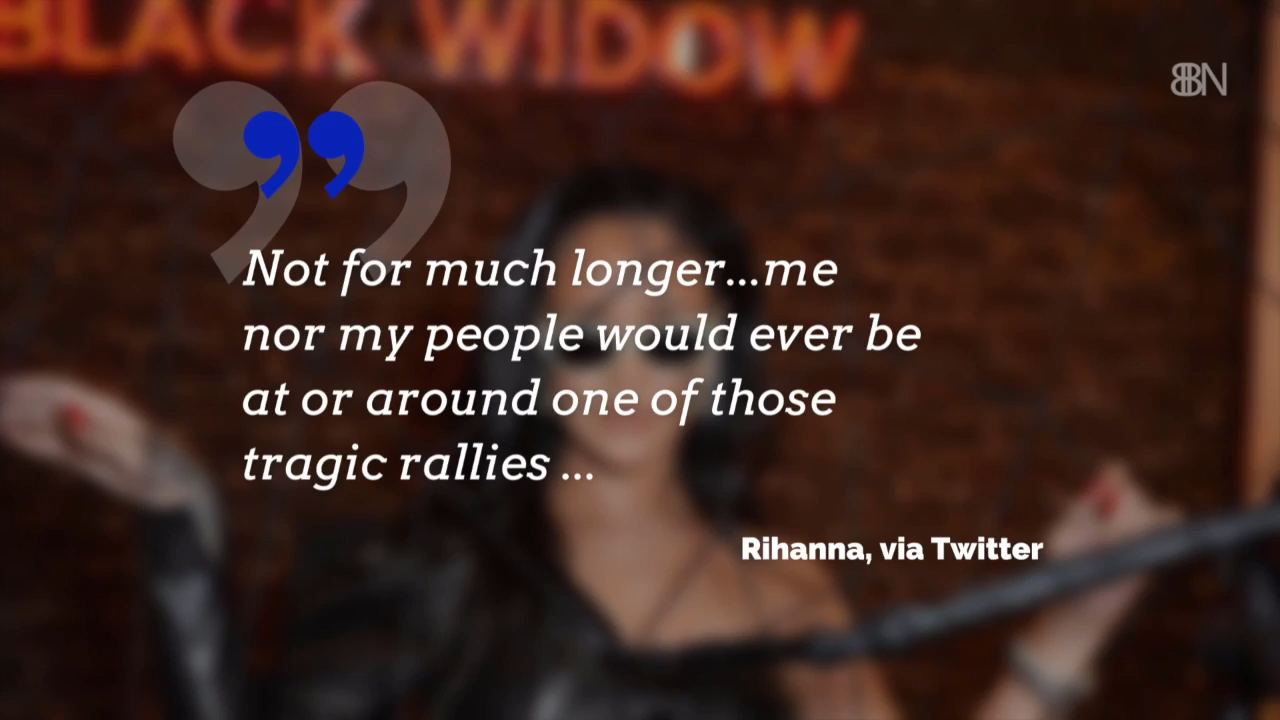 BLACK WIDOW
BBN
”
Not for much longer...me
nor my people would ever be
at or around one of those
tragic rallies ...
Rihanna, via Twitter